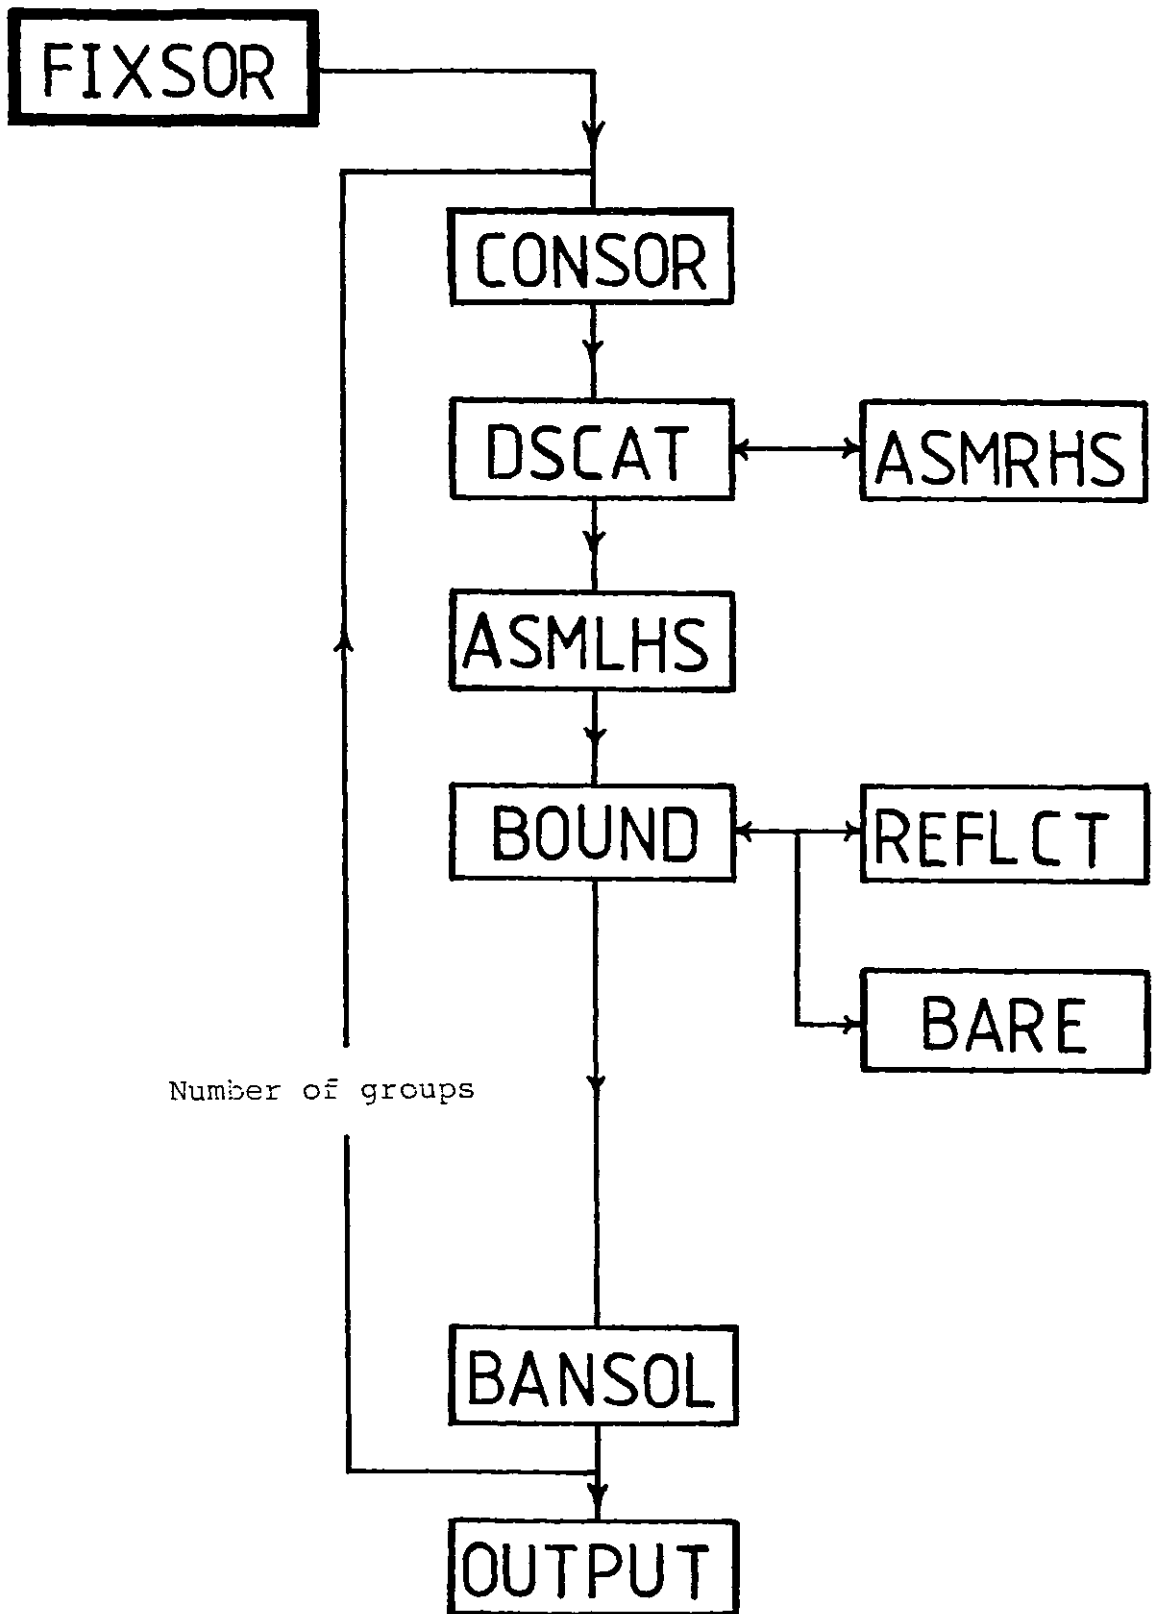 FIXSOR
CONSOR
DSCAT
ASMRHS
ASMLHS
BOUND
REFLCT
BARE
Number of groups
BANSOL
OUTPUT